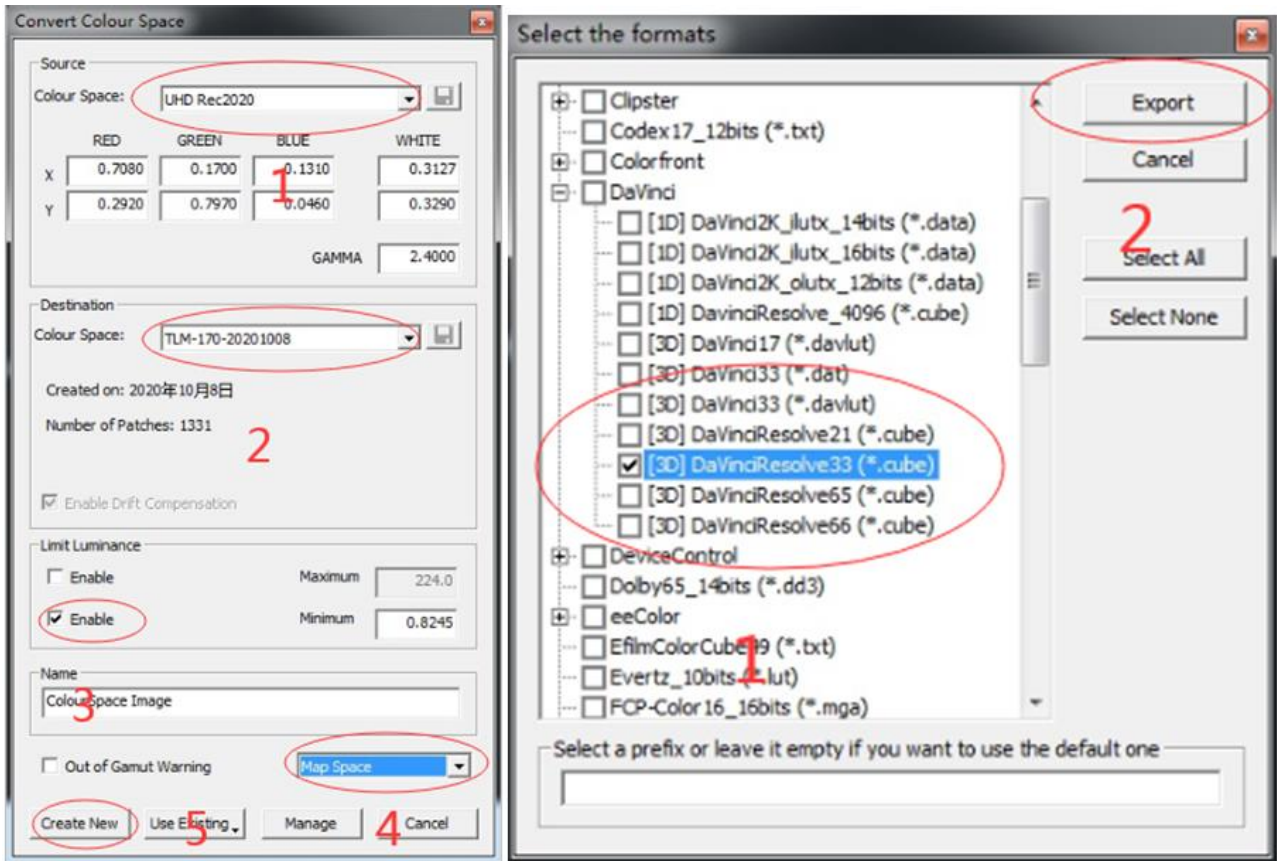 Convert Colour Space
Source
Colour Space: UHD Rec2020
RED GREEN BLUE WHITE
X 0.7080 0.1700 0.1310 0.3127
1
Y 0.2920 0.7970 0.0460 0.3290
GAMMA 2.4000
Destination
Colour Space: TLM-170-20201008
Created on: 2020年10月8日
Number of Patches: 1331
2
Enable Drift Compensation
Limit Luminance
Enable Maximum 224.0
Enable Minimum 0.8245
Name
ColourSpace Image
3
Out of Gamut Warning Map Space
Create New Use Existing Manage Cancel
5 4
Select the formats
Clipster
Codex17_12bits (*.txt)
Colorfront
DaVinci
[1D] DaVinci2K_ilutx_14bits (*.data)
[1D] DaVinci2K_ilutx_16bits (*.data)
[1D] DaVinci2K_olutx_12bits (*.data)
[1D] DaVinciResolve_4096 (*.cube)
[3D] DaVinci17 (*.davlut)
[3D] DaVinci33 (*.dat)
[3D] DaVinci33 (*.davlut)
[3D] DaVinciResolve21 (*.cube)
[3D] DaVinciResolve33 (*.cube)
[3D] DaVinciResolve65 (*.cube)
[3D] DaVinciResolve66 (*.cube)
DeviceControl
Dolby65_14bits (*.dd3)
eeColor
EfilmColorCube49 (*.txt)
1
Evertz_10bits (*.lut)
FCP-Color16_16bits (*.mga)
Export
Cancel
2
Select All
Select None
Select a prefix or leave it empty if you want to use the default one